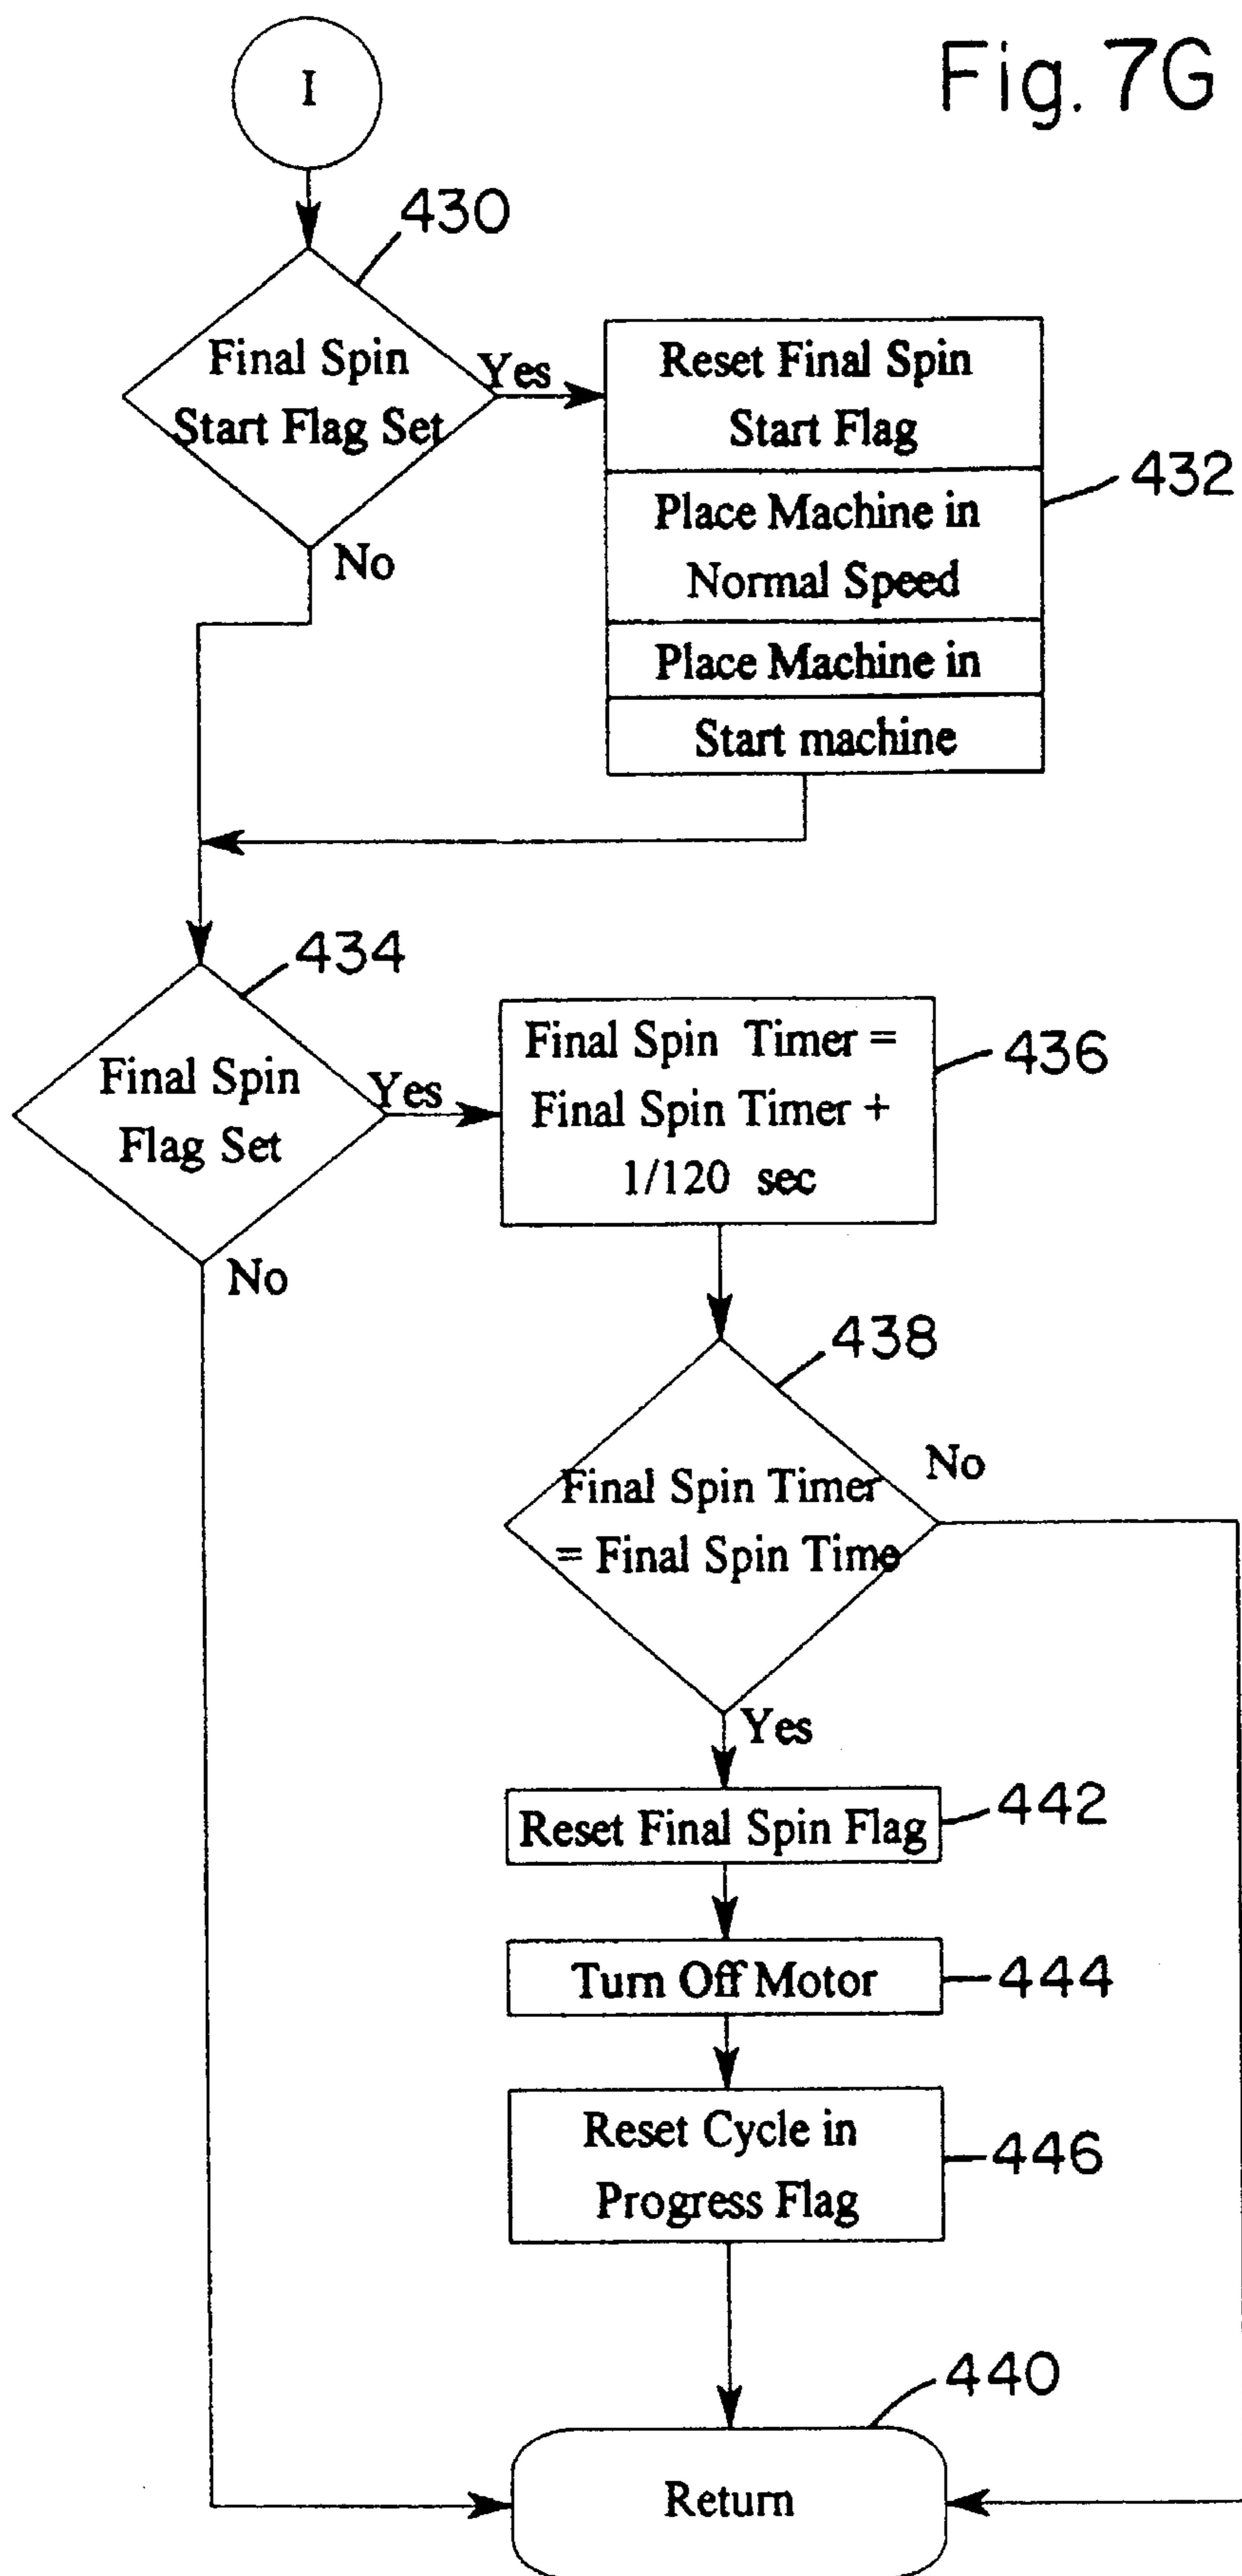 Fig. 7G
I
430
Final Spin
Start Flag Set
Yes
No
Reset Final Spin
Start Flag
432
Place Machine in
Normal Speed
Place Machine in
Start machine
434
Final Spin
Flag Set
Yes
No
Final Spin Timer =
Final Spin Timer +
1/120 sec
436
438
Final Spin Timer
= Final Spin Time
No
Yes
Reset Final Spin Flag
442
Turn Off Motor
444
Reset Cycle in
Progress Flag
446
440
Return